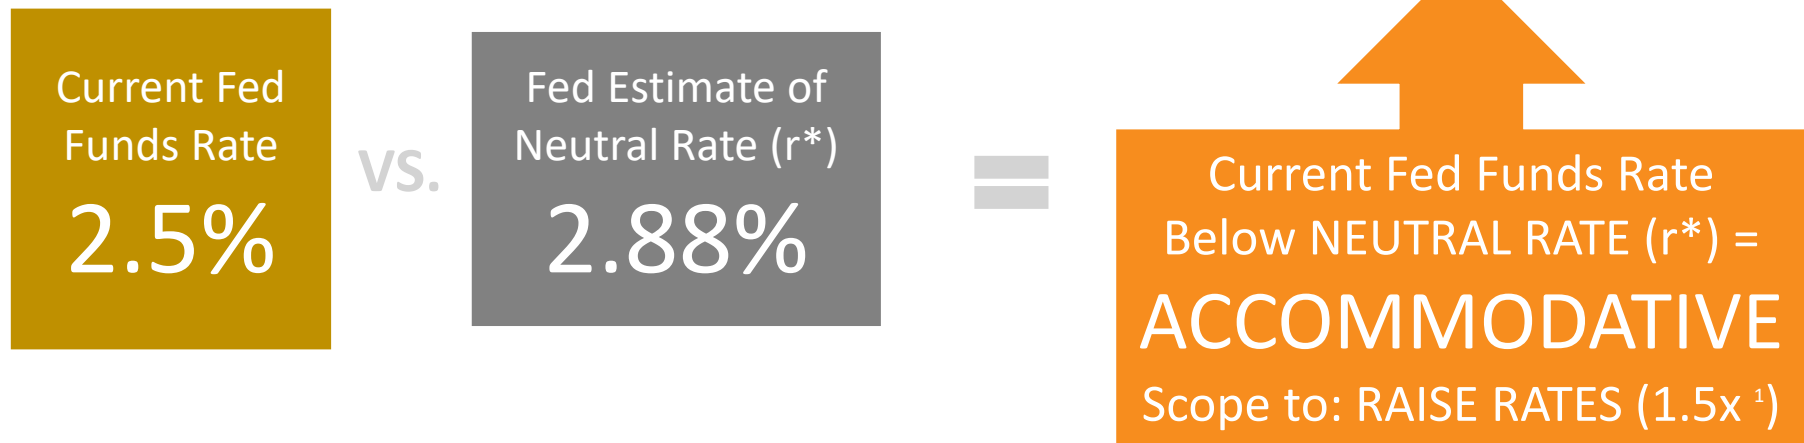 Current Fed
Funds Rate
2.5%
VS.
Fed Estimate of
Neutral Rate (r*)
2.88%
=
Current Fed Funds Rate
Below NEUTRAL RATE (r*) =
ACCOMMODATIVE
Scope to: RAISE RATES (1.5x ¹)